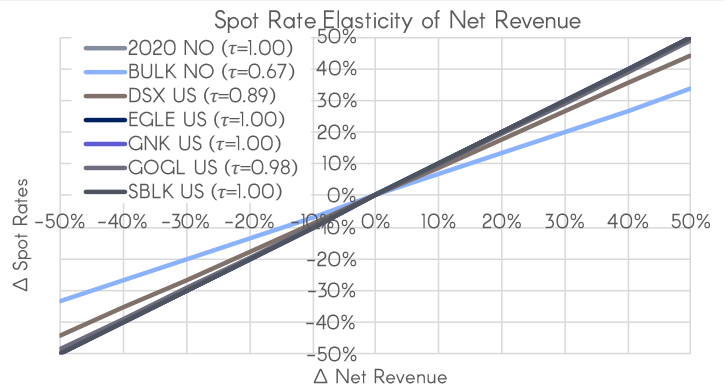 Spot Rate Elasticity of Net Revenue
2020 NO (τ=1.00)
BULK NO (τ=0.67)
DSX US (τ=0.89)
EGLE US (τ=1.00)
GNK US (τ=1.00)
GOGL US (τ=0.98)
SBLK US (τ=1.00)
50%
40%
30%
20%
10%
0%
-10%
-20%
-30%
-40%
-50%
-50% -40% -30% -20% -10% 0% 10% 20% 30% 40% 50%
Δ Spot Rates
Δ Net Revenue